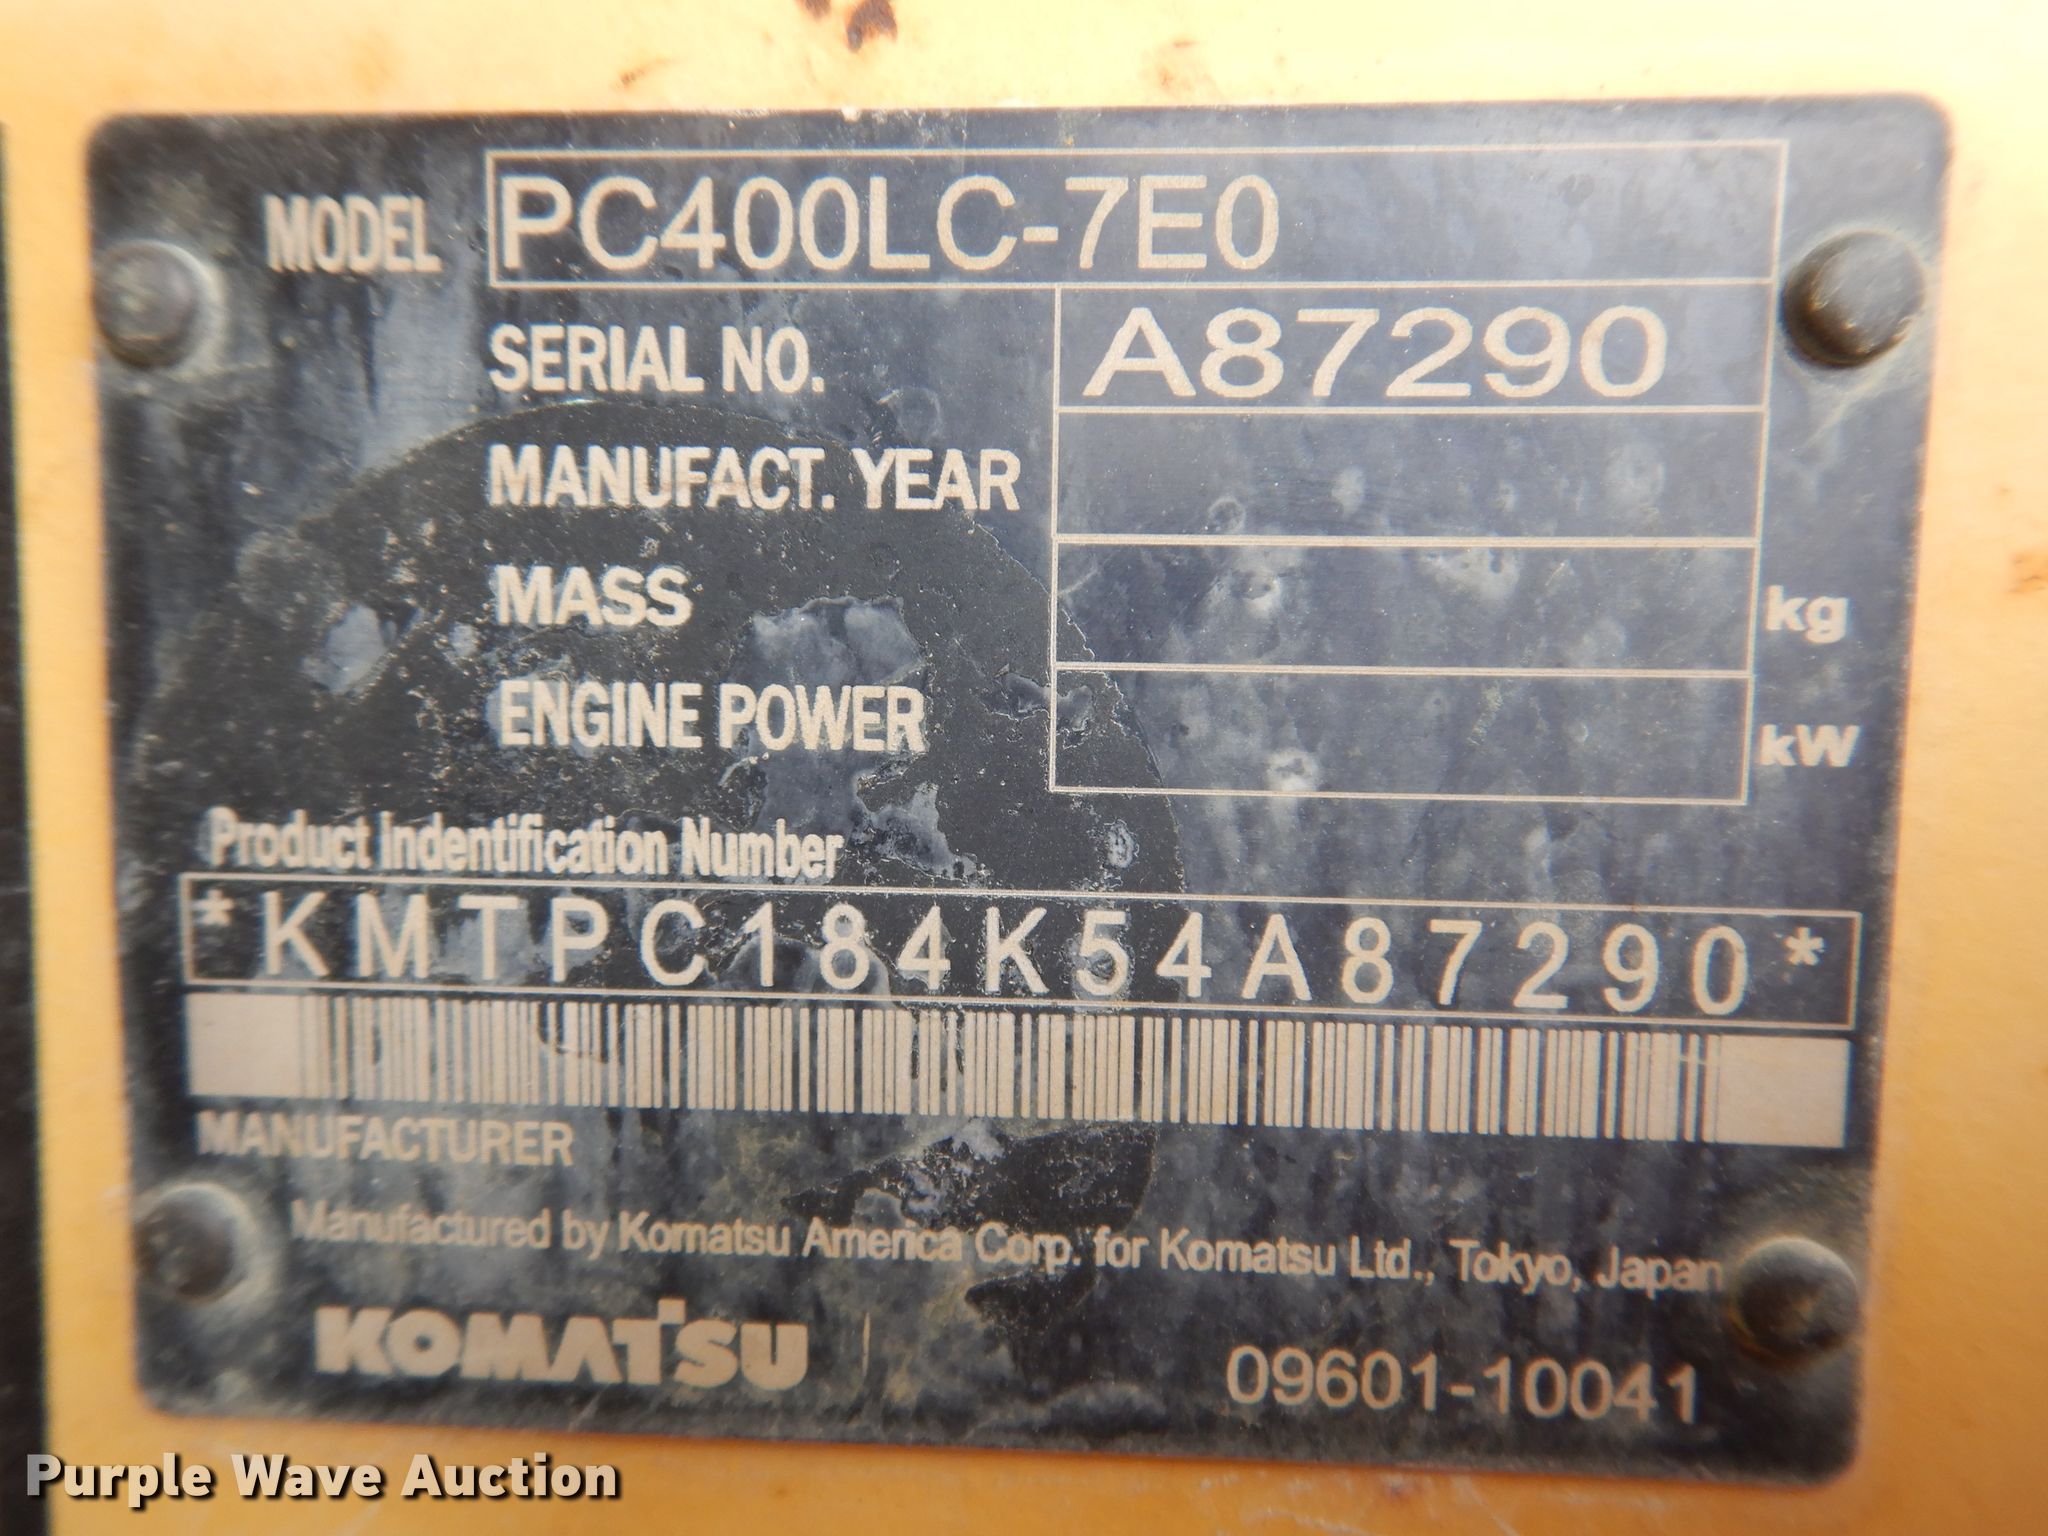 MODEL PC400LC-7E0
SERIAL NO. A87290
MANUFACT. YEAR
MASS kg
ENGINE POWER kW
Product Indentification Number
*KMTPC184K54A87290*
MANUFACTURER
Manufactured by Komatsu America Corp. for Komatsu Ltd., Tokyo, Japan
KOMATSU
09601-10041
Purple Wave Auction